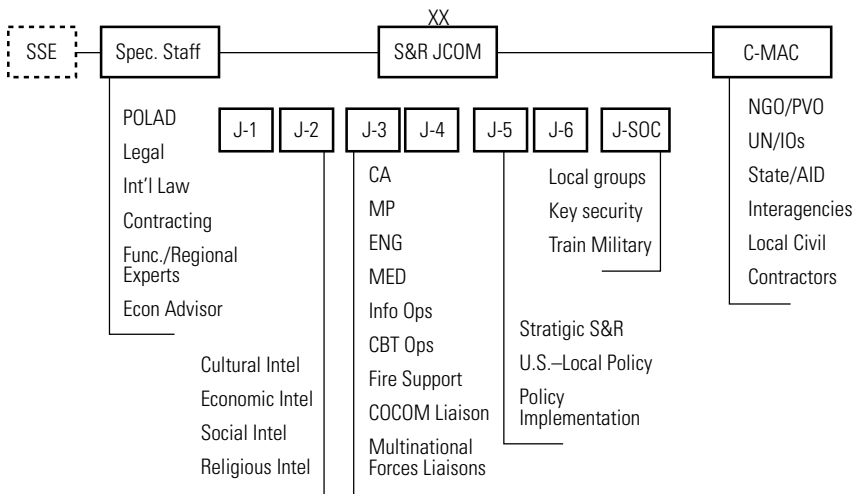 XX
SSE
Spec. Staff
S&R JCOM
C-MAC
POLAD
Legal
Int'l Law
Contracting
Func./Regional
Experts
Econ Advisor
J-1
J-2
J-3
J-4
J-5
J-6
J-SOC
Cultural Intel
Economic Intel
Social Intel
Religious Intel
CA
MP
ENG
MED
Info Ops
CBT Ops
Fire Support
COCOM Liaison
Multinational
Forces Liaisons
Stratigic S&R
U.S.–Local Policy
Policy
Implementation
Local groups
Key security
Train Military
NGO/PVO
UN/IOs
State/AID
Interagencies
Local Civil
Contractors